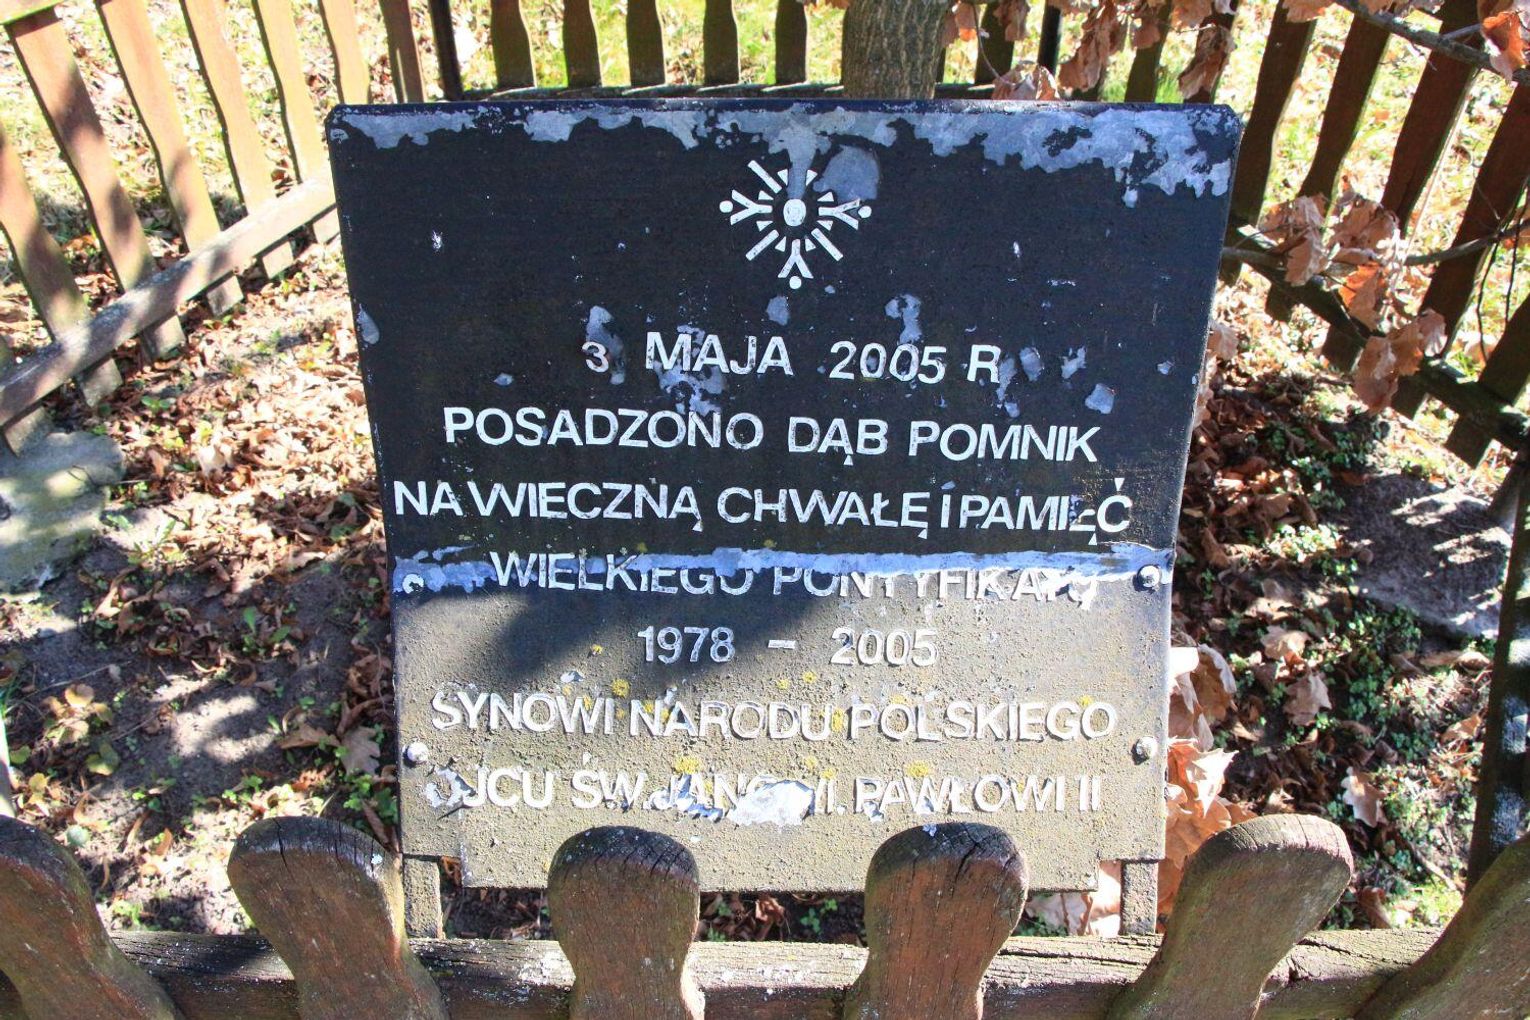 3 MAJA 2005 R
POSADZONO DĄB POMNIK
NA WIECZNĄ CHWAŁĘ I PAMIĘĆ
WIELKIEGO PONTYFIKATU
1978 - 2005
SYNOWI NARODU POLSKIEGO
OJCU ŚW. JANOWI PAWŁOWI II